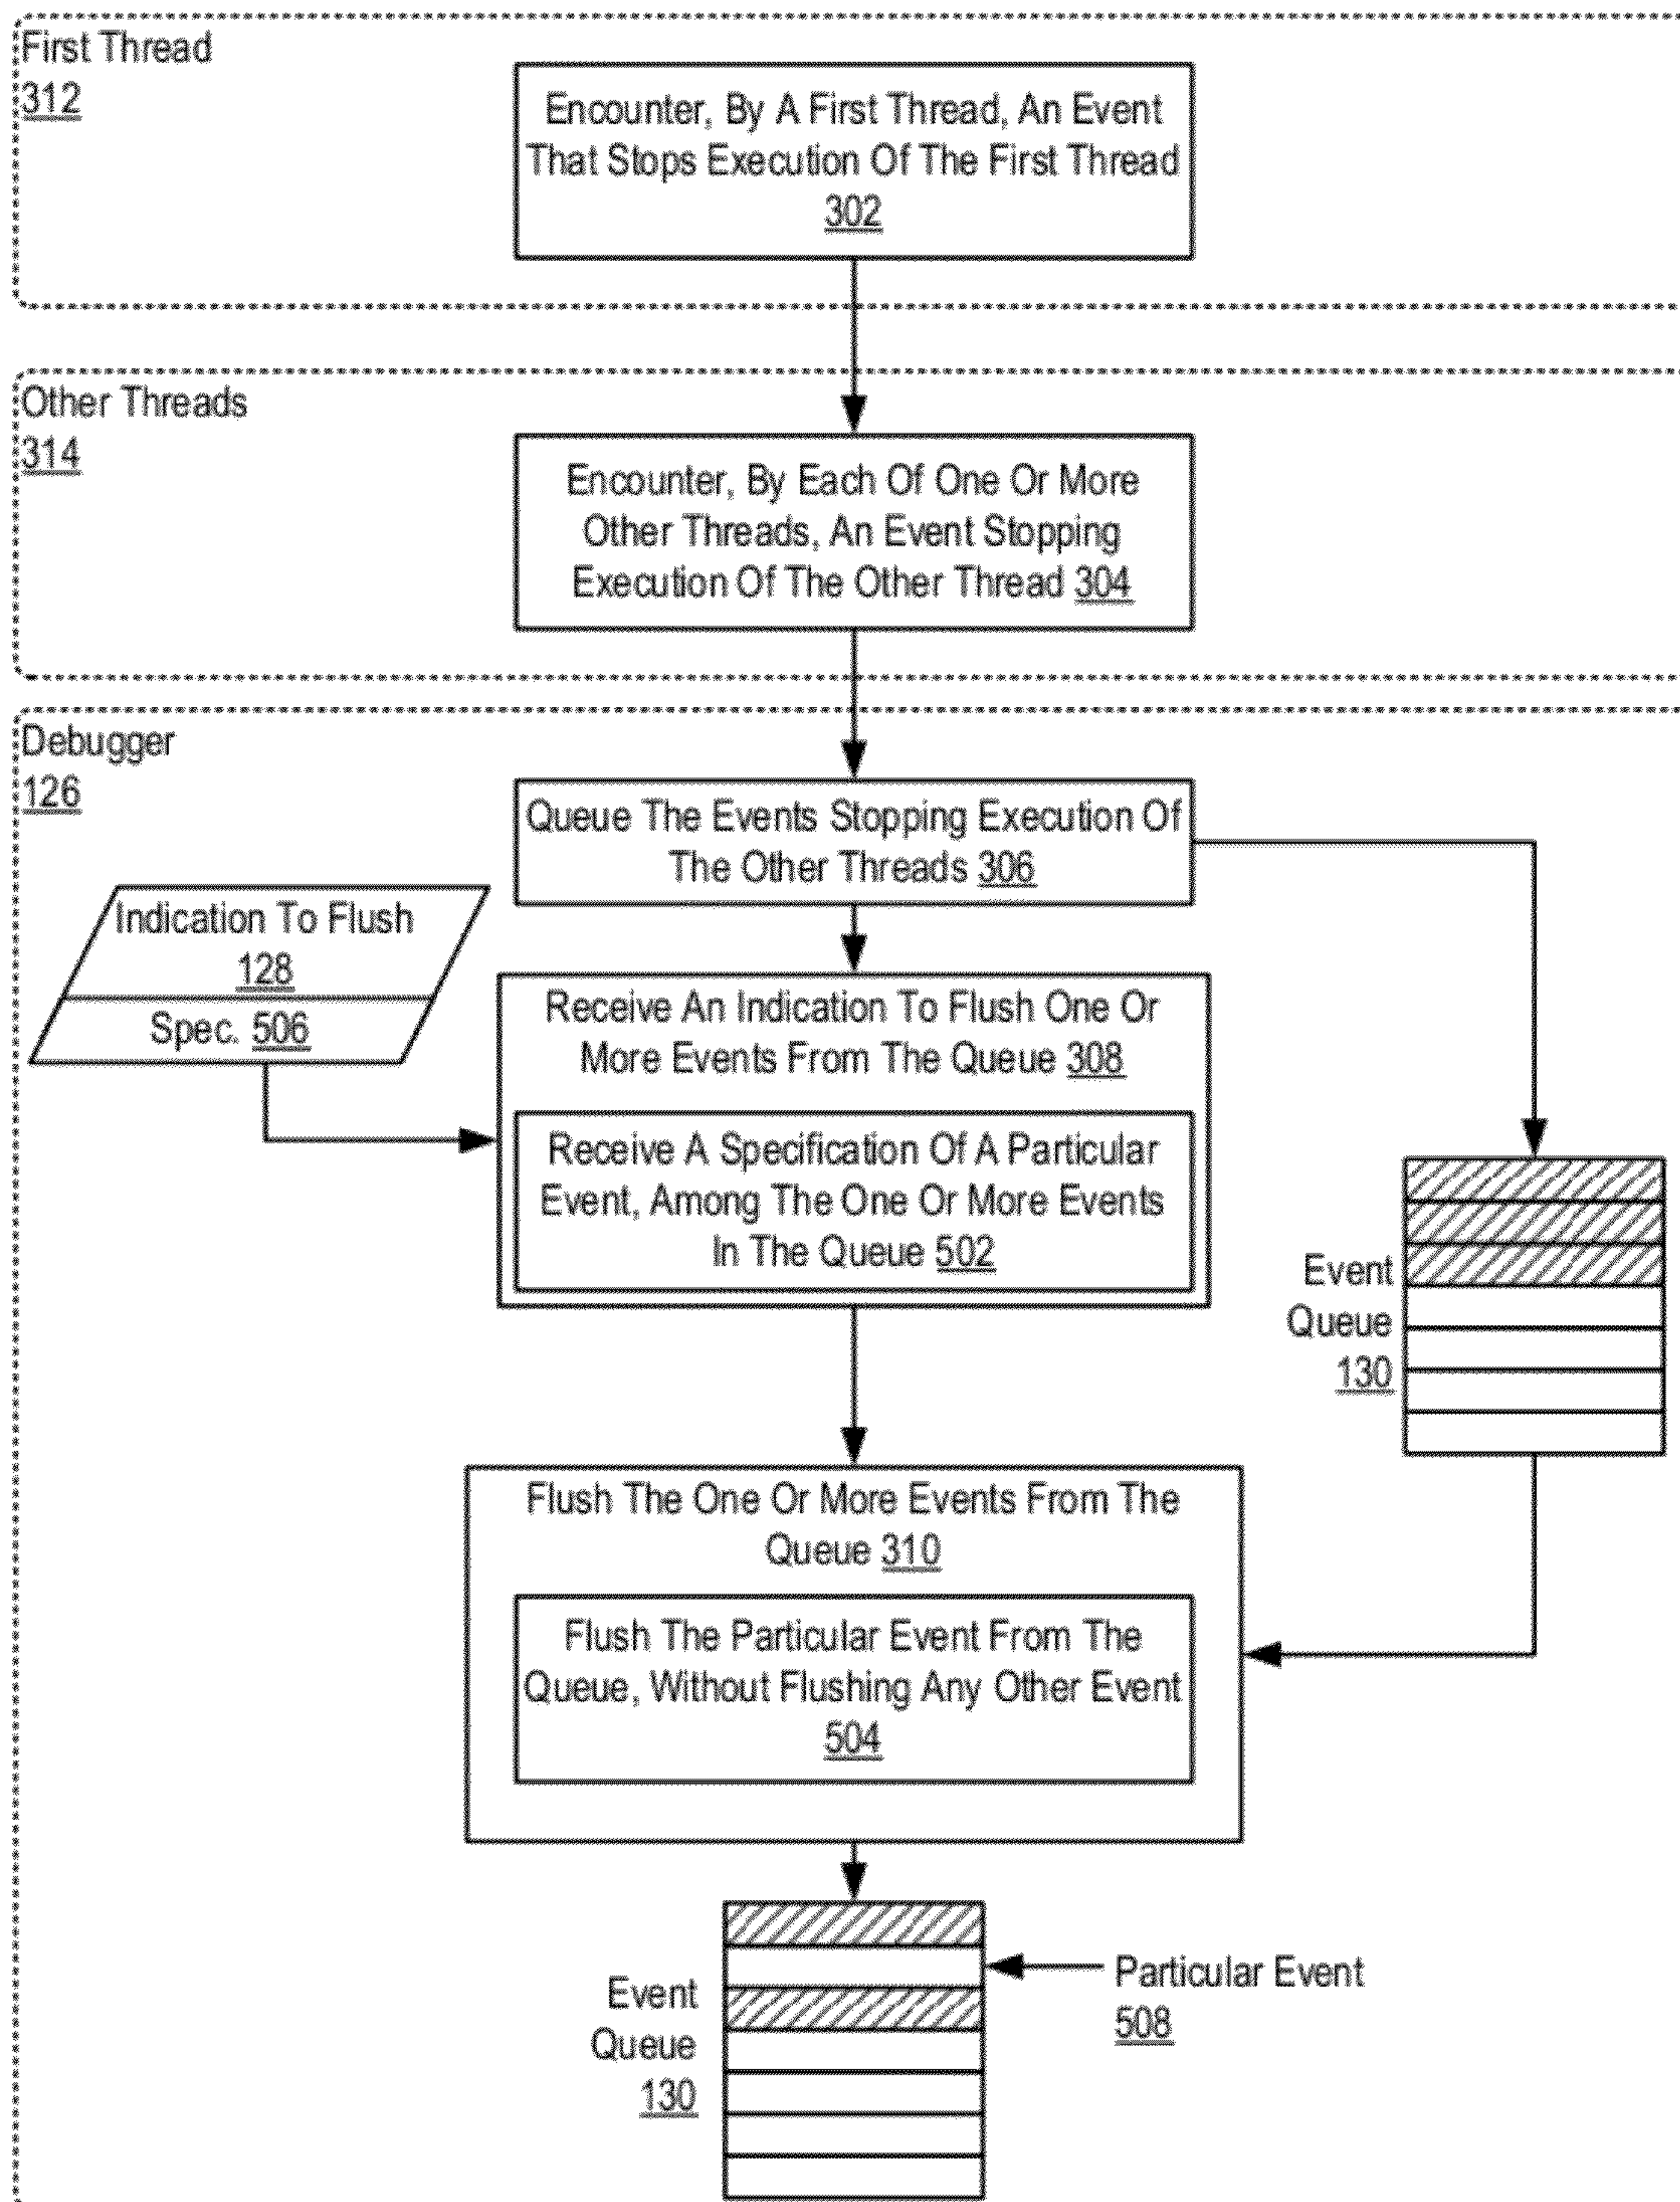 First Thread
312
Encounter, By A First Thread, An Event
That Stops Execution Of The First Thread
302
Other Threads
314
Encounter, By Each Of One Or More
Other Threads, An Event Stopping
Execution Of The Other Thread 304
Debugger
126
Queue The Events Stopping Execution Of
The Other Threads 306
Indication To Flush
128
Spec. 506
Receive An Indication To Flush One Or
More Events From The Queue 308
Receive A Specification Of A Particular
Event, Among The One Or More Events
In The Queue 502
Event
Queue
130
Flush The One Or More Events From The
Queue 310
Flush The Particular Event From The
Queue, Without Flushing Any Other Event
504
Event
Queue
130
Particular Event
508